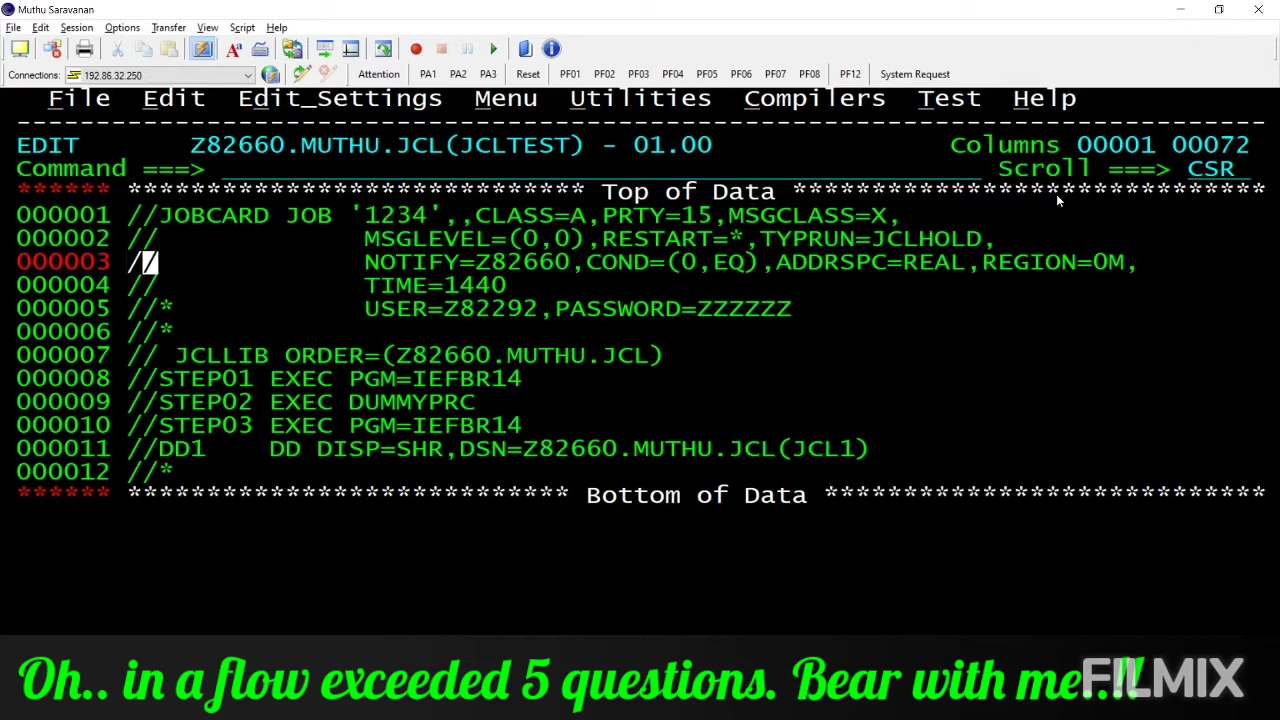 Muthu Saravanan
File Edit Session Options Transfer View Script Help
Connections: 192.86.32.250 Attention PA1 PA2 PA3 Reset PF01 PF02 PF03 PF04 PF05 PF06 PF07 PF08 PF12 System Request
File Edit Edit_Settings Menu Utilities Compilers Test Help
EDIT Z82660.MUTHU.JCL(JCLTEST) - 01.00 Columns 00001 00072
Command ===> Scroll ===> CSR
****** ***************************** Top of Data ******************************
000001 //JOBCARD JOB '1234',,CLASS=A,PRTY=15,MSGCLASS=X,
000002 // MSGLEVEL=(0,0),RESTART=*,TYPRUN=JCLHOLD,
000003 // NOTIFY=Z82660,COND=(0,EQ),ADDRSPC=REAL,REGION=0M,
000004 // TIME=1440
000005 //* USER=Z82292,PASSWORD=ZZZZZZ
000006 //*
000007 // JCLLIB ORDER=(Z82660.MUTHU.JCL)
000008 //STEP01 EXEC PGM=IEFBR14
000009 //STEP02 EXEC DUMMYPRC
000010 //STEP03 EXEC PGM=IEFBR14
000011 //DD1 DD DISP=SHR,DSN=Z82660.MUTHU.JCL(JCL1)
000012 //*
****** **************************** Bottom of Data ****************************
Oh.. in a flow exceeded 5 questions. Bear with me..!!
FILMIX